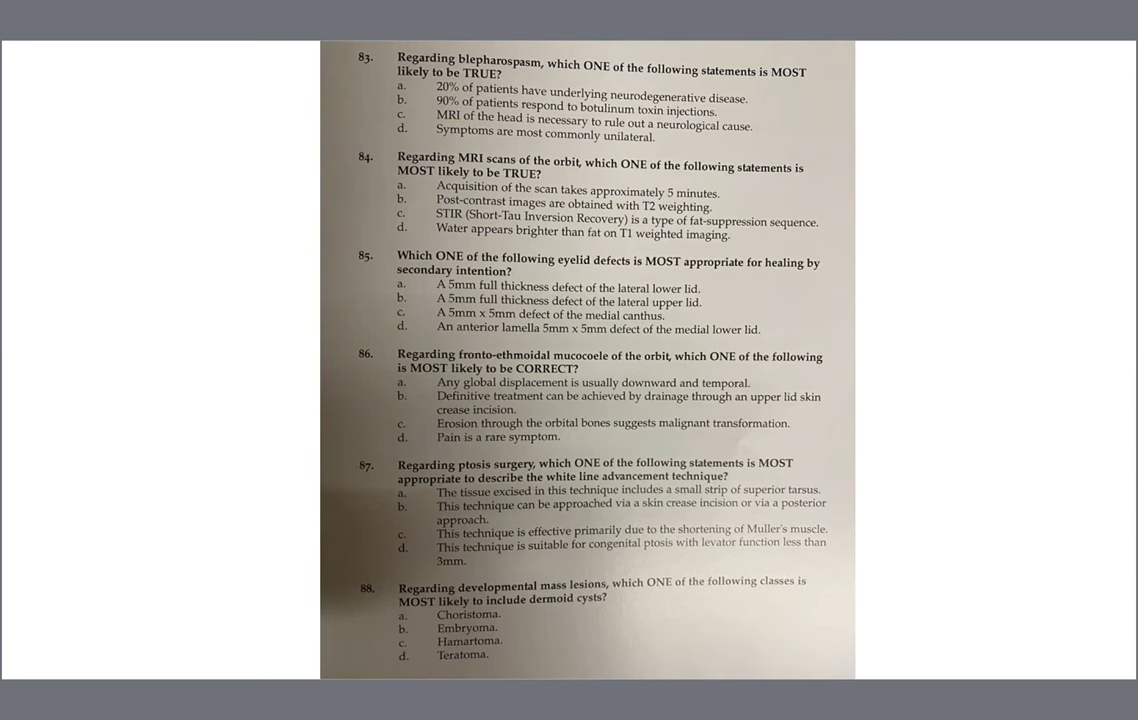 83. Regarding blepharospasm, which ONE of the following statements is MOST
likely to be TRUE?
a. 20% of patients have underlying neurodegenerative disease.
b. 90% of patients respond to botulinum toxin injections.
c. MRI of the head is necessary to rule out a neurological cause.
d. Symptoms are most commonly unilateral.
84. Regarding MRI scans of the orbit, which ONE of the following statements is
MOST likely to be TRUE?
a. Acquisition of the scan takes approximately 5 minutes.
b. Post-contrast images are obtained with T2 weighting.
c. STIR (Short-Tau Inversion Recovery) is a type of fat-suppression sequence.
d. Water appears brighter than fat on T1 weighted imaging.
85. Which ONE of the following eyelid defects is MOST appropriate for healing by
secondary intention?
a. A 5mm full thickness defect of the lateral lower lid.
b. A 5mm full thickness defect of the lateral upper lid.
c. A 5mm x 5mm defect of the medial canthus.
d. An anterior lamella 5mm x 5mm defect of the medial lower lid.
86. Regarding fronto-ethmoidal mucocoele of the orbit, which ONE of the following
is MOST likely to be CORRECT?
a. Any global displacement is usually downward and temporal.
b. Definitive treatment can be achieved by drainage through an upper lid skin
crease incision.
c. Erosion through the orbital bones suggests malignant transformation.
d. Pain is a rare symptom.
87. Regarding ptosis surgery, which ONE of the following statements is MOST
appropriate to describe the white line advancement technique?
a. The tissue excised in this technique includes a small strip of superior tarsus.
b. This technique can be approached via a skin crease incision or via a posterior
approach.
c. This technique is effective primarily due to the shortening of Muller's muscle.
d. This technique is suitable for congenital ptosis with levator function less than
3mm.
88. Regarding developmental mass lesions, which ONE of the following classes is
MOST likely to include dermoid cysts?
a. Choristoma.
b. Embryoma.
c. Hamartoma.
d. Teratoma.